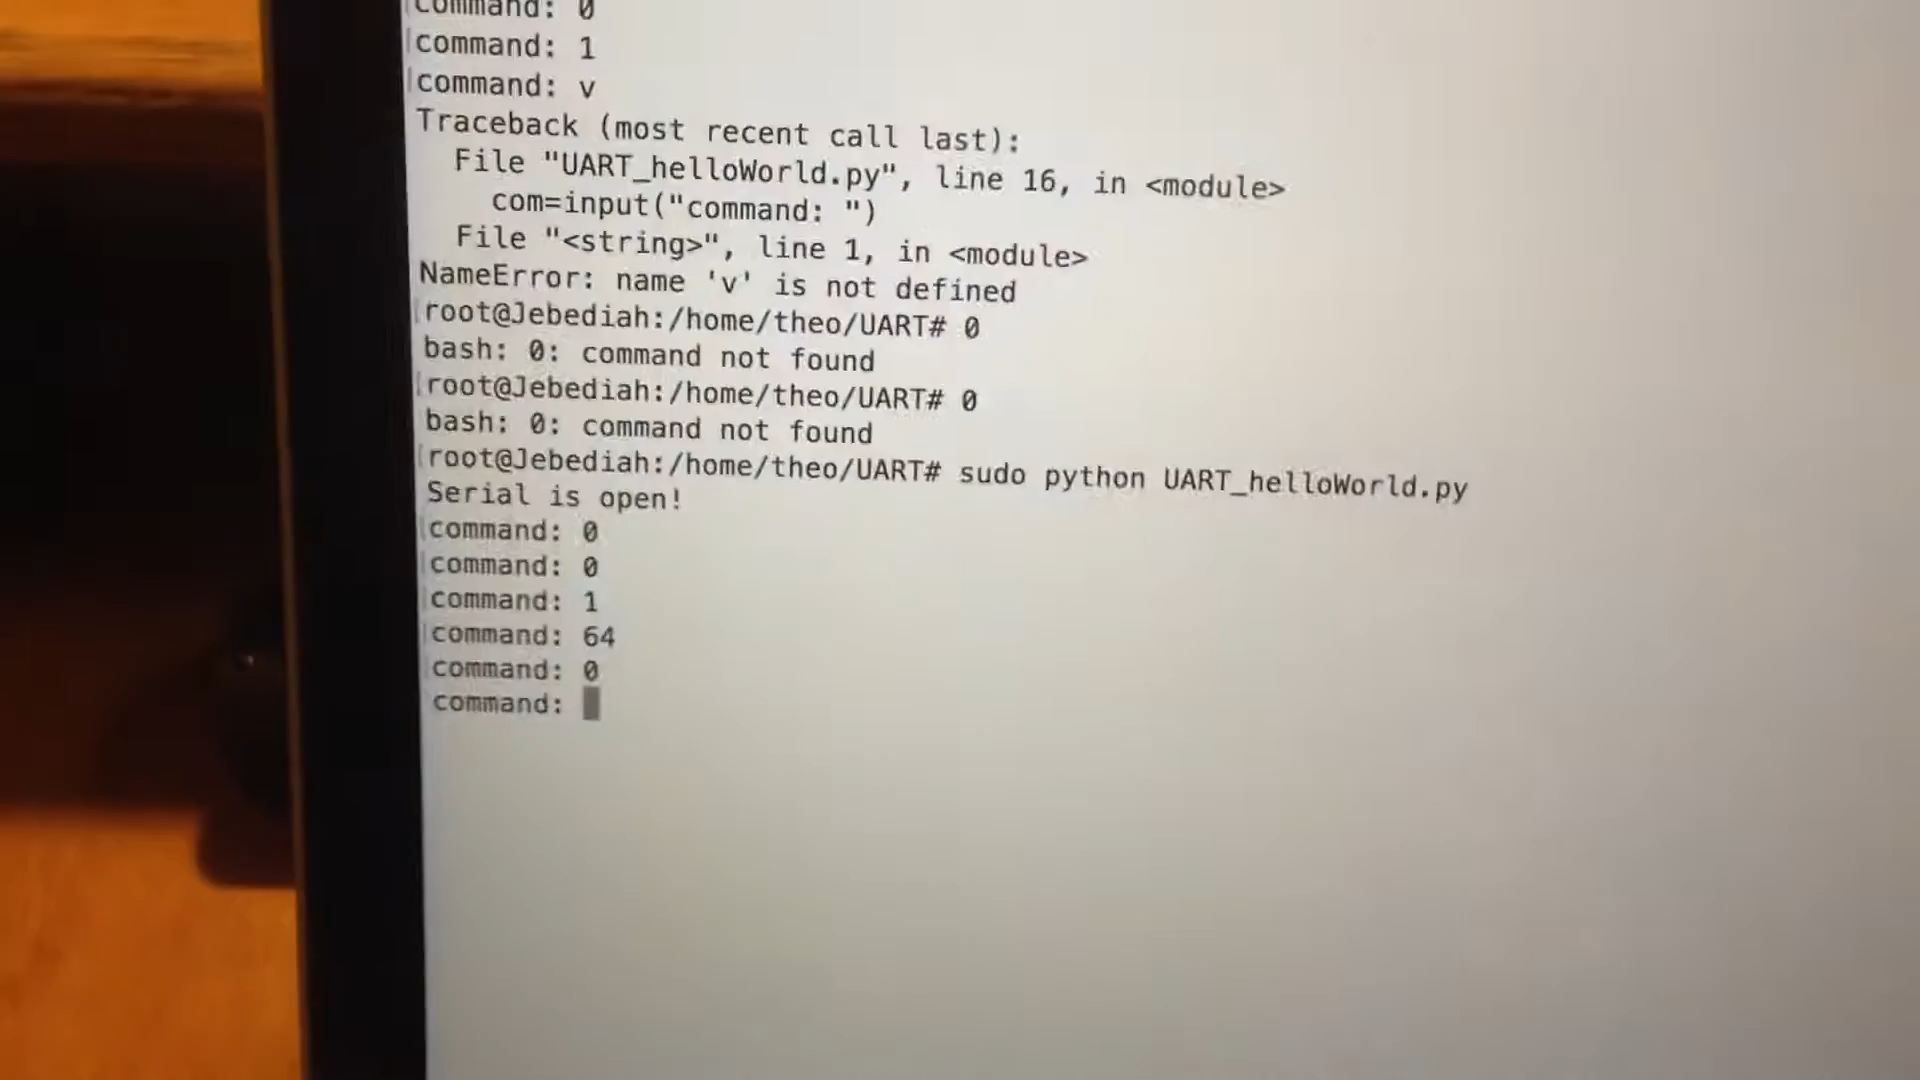 command: 0
command: 1
command: v
Traceback (most recent call last):
File "UART_helloWorld.py", line 16, in <module>
com=input("command: ")
File "<string>", line 1, in <module>
NameError: name 'v' is not defined
root@Jebediah:/home/theo/UART# 0
bash: 0: command not found
root@Jebediah:/home/theo/UART# 0
bash: 0: command not found
root@Jebediah:/home/theo/UART# sudo python UART_helloWorld.py
Serial is open!
command: 0
command: 0
command: 1
command: 64
command: 0
command: